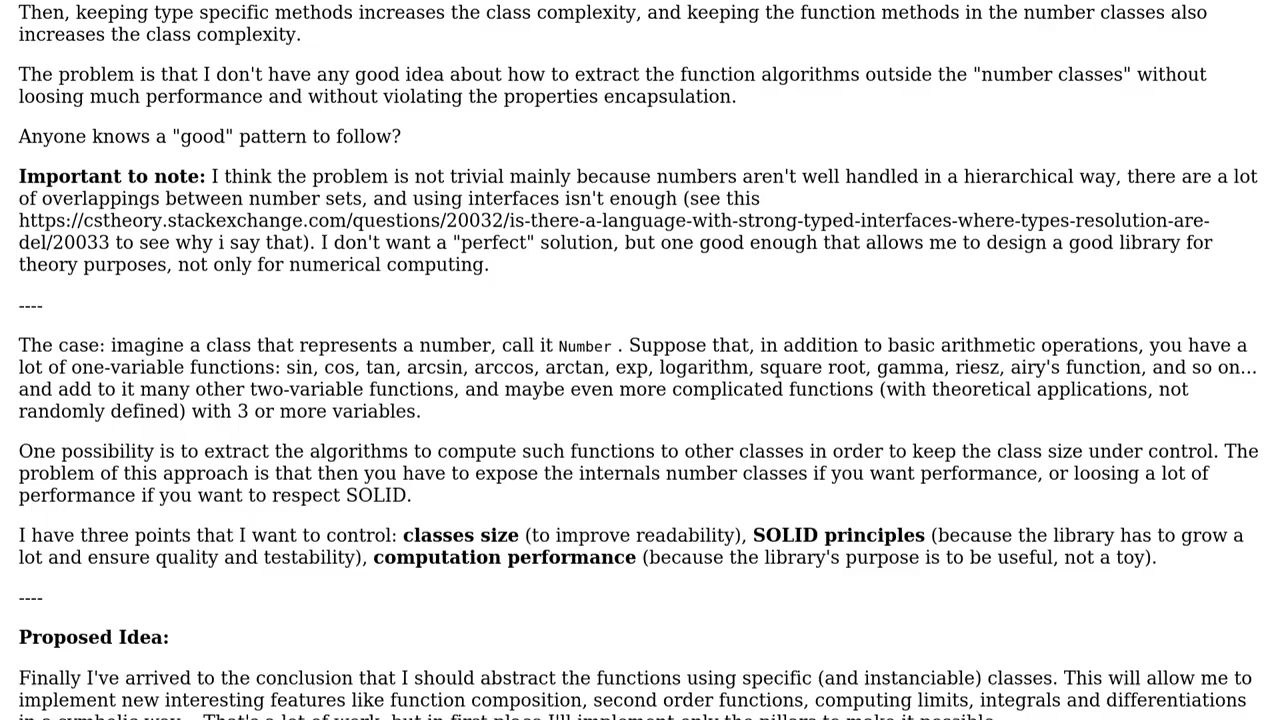 Then, keeping type specific methods increases the class complexity, and keeping the function methods in the number classes also
increases the class complexity.
The problem is that I don't have any good idea about how to extract the function algorithms outside the "number classes" without
loosing much performance and without violating the properties encapsulation.
Anyone knows a "good" pattern to follow?
Important to note: I think the problem is not trivial mainly because numbers aren't well handled in a hierarchical way, there are a lot
of overlappings between number sets, and using interfaces isn't enough (see this
https://cstheory.stackexchange.com/questions/20032/is-there-a-language-with-strong-typed-interfaces-where-types-resolution-are-
del/20033 to see why i say that). I don't want a "perfect" solution, but one good enough that allows me to design a good library for
theory purposes, not only for numerical computing.
----
The case: imagine a class that represents a number, call it Number . Suppose that, in addition to basic arithmetic operations, you have a
lot of one-variable functions: sin, cos, tan, arcsin, arccos, arctan, exp, logarithm, square root, gamma, riesz, airy's function, and so on...
and add to it many other two-variable functions, and maybe even more complicated functions (with theoretical applications, not
randomly defined) with 3 or more variables.
One possibility is to extract the algorithms to compute such functions to other classes in order to keep the class size under control. The
problem of this approach is that then you have to expose the internals number classes if you want performance, or loosing a lot of
performance if you want to respect SOLID.
I have three points that I want to control: classes size (to improve readability), SOLID principles (because the library has to grow a
lot and ensure quality and testability), computation performance (because the library's purpose is to be useful, not a toy).
----
Proposed Idea:
Finally I've arrived to the conclusion that I should abstract the functions using specific (and instanciable) classes. This will allow me to
implement new interesting features like function composition, second order functions, computing limits, integrals and differentiations